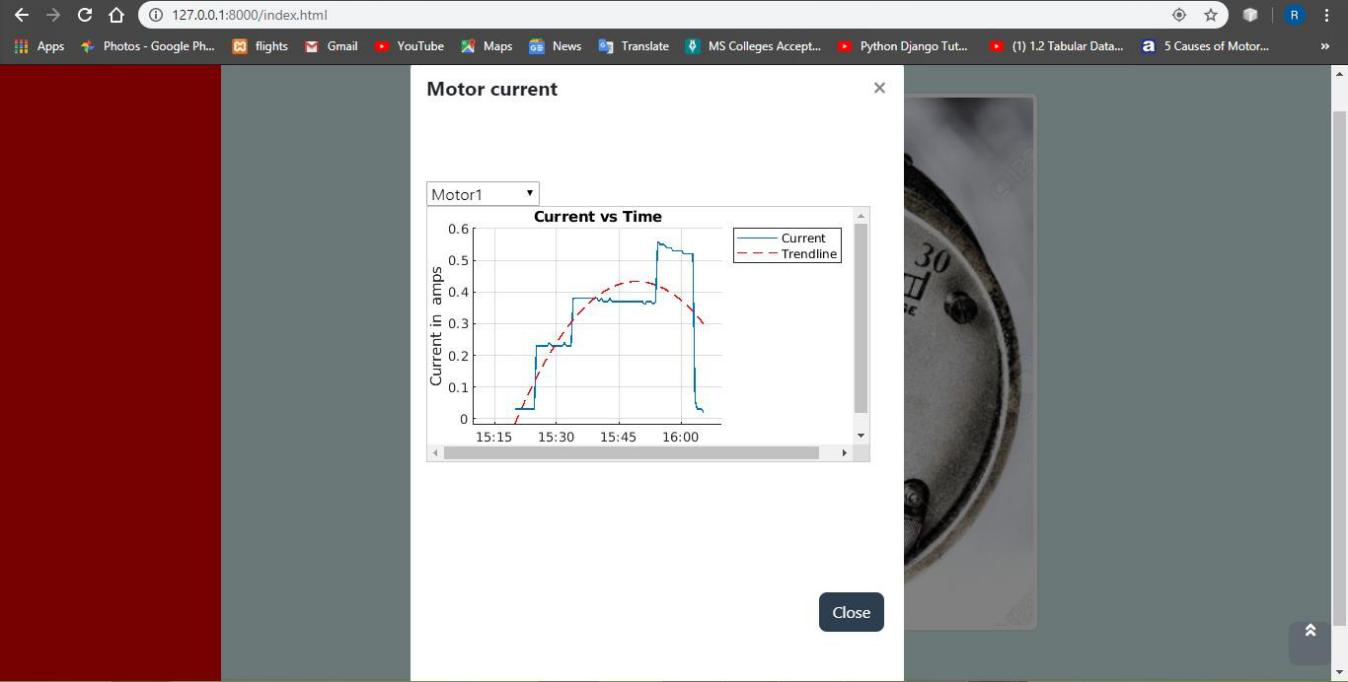 127.0.0.1:8000/index.html
R
Apps Photos - Google Ph... flights Gmail YouTube Maps News Translate MS Colleges Accept... Python Django Tut... (1) 1.2 Tabular Data... a 5 Causes of Motor... »
Motor current ×
Motor1
Current vs Time
Current
Trendline
Current in amps
0.6
0.5
0.4
0.3
0.2
0.1
0
15:15 15:30 15:45 16:00
30
Close